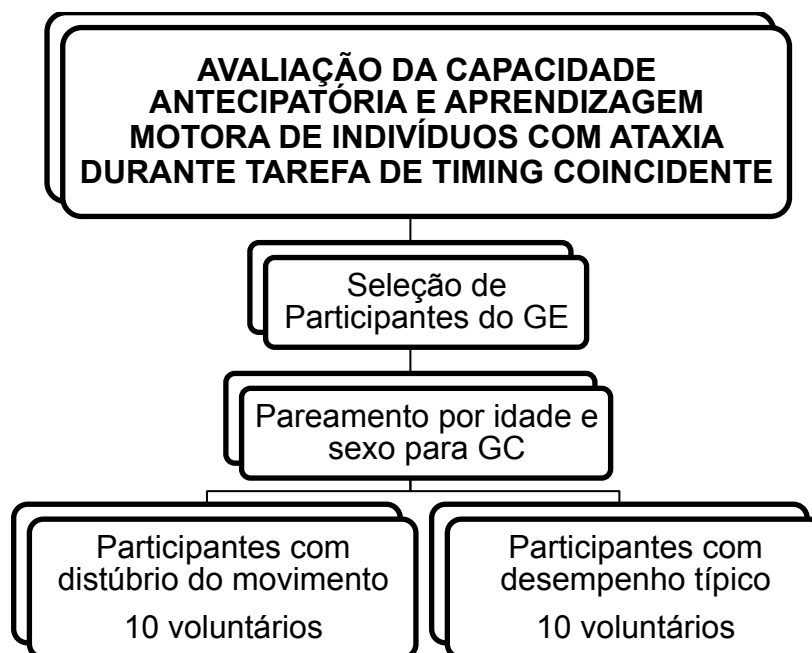 AVALIAÇÃO DA CAPACIDADE
ANTECIPATÓRIA E APRENDIZAGEM
MOTORA DE INDIVÍDUOS COM ATAXIA
DURANTE TAREFA DE TIMING COINCIDENTE
Seleção de
Participantes do GE
Pareamento por idade e
sexo para GC
Participantes com
distúbrio do movimento
10 voluntários
Participantes com
desempenho típico
10 voluntários